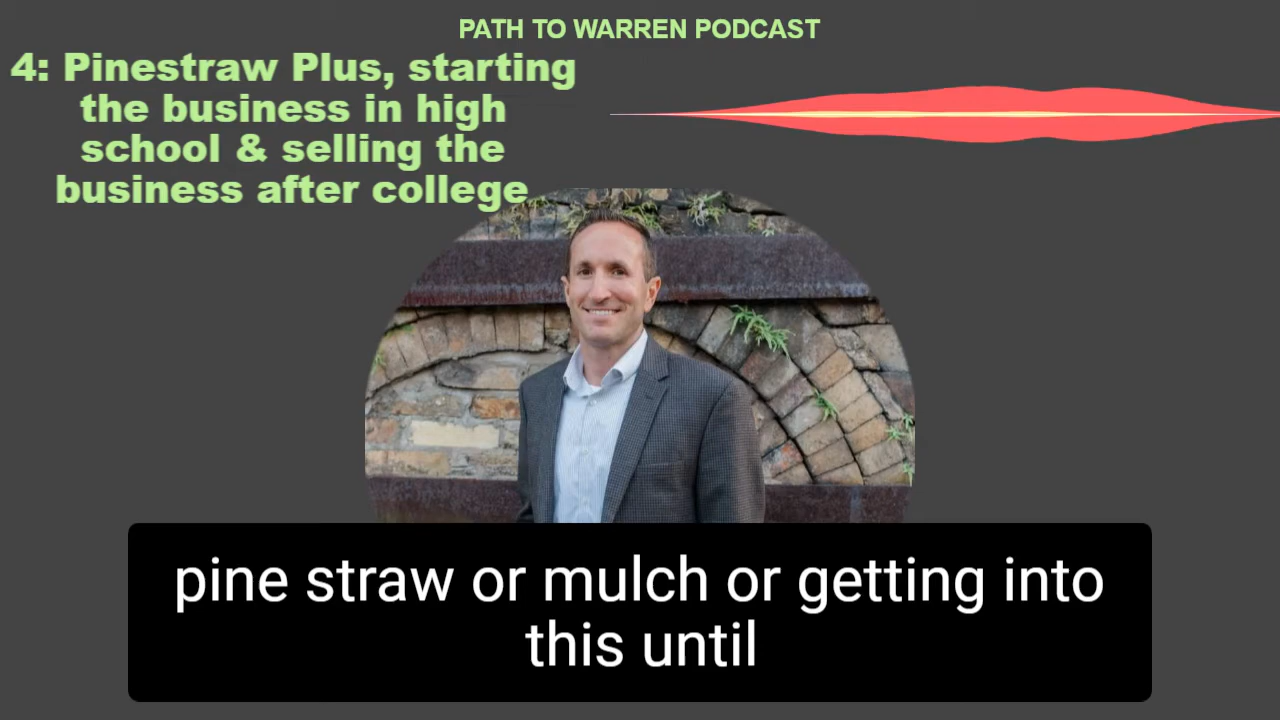 PATH TO WARREN PODCAST
4: Pinestraw Plus, starting
the business in high
school & selling the
business after college
pine straw or mulch or getting into
this until